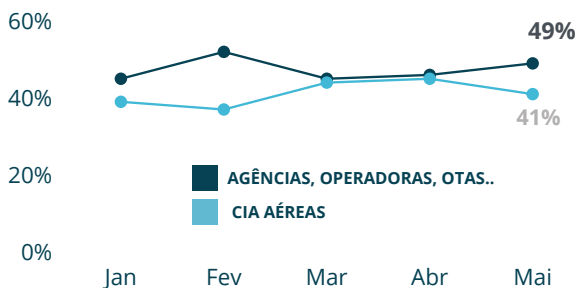 60%
49%
40%
41%
20%
AGÊNCIAS, OPERADORAS, OTAS..
CIA AÉREAS
0%
Jan Fev Mar Abr Mai